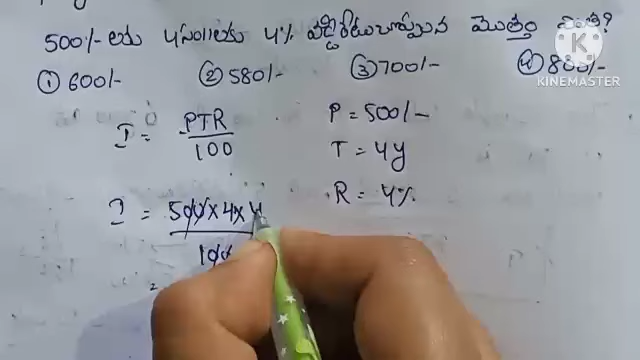 500/- లకు 4సం॥లకు 4% వడ్డిరేటు చొప్పున మొత్తం ఎంత?
① 600/- ② 580/- ③ 700/- ④ 800/-
I = PTR / 100 P = 500/-
T = 4y
R = 4%
I = 500 × 4 × 4 / 100
KINEMASTER